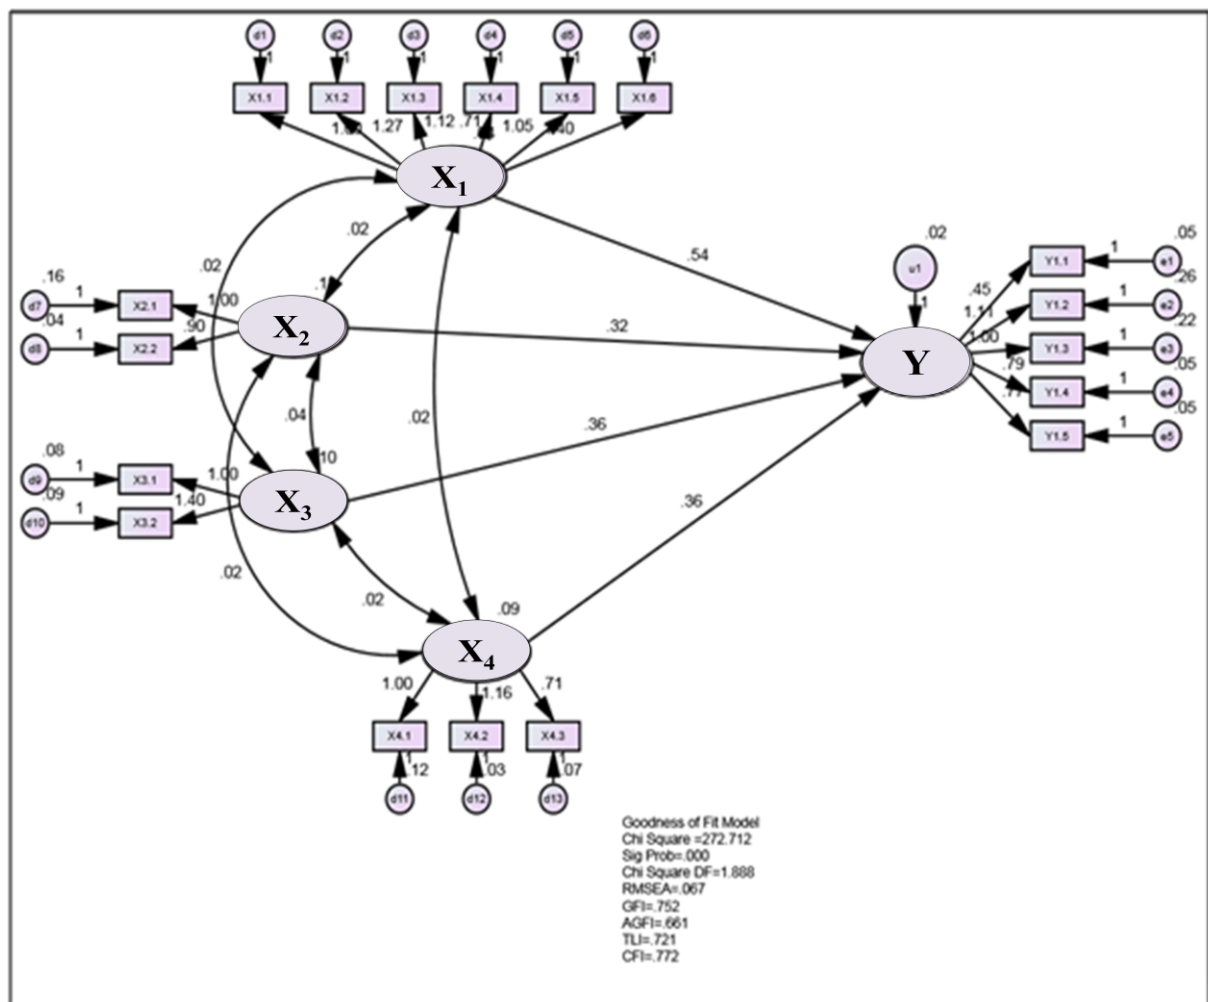 d1 d2 d3 d4 d5 d6
1 1 1 1 1 1
X1.1 X1.2 X1.3 X1.4 X1.5 X1.6
1.27 1.12 .71 1.05 .40
X1
.02
.54
.02
.02 .05
u1
1
Y1.1 1 e1
.26
.45
1.11
Y1.2 1 e2
.22
1.00
Y1.3 1 e3
.05
.79
Y1.4 1 e4
.05
.77
Y1.5 1 e5
Y
.16
d7 1 X2.1 1.00
.04
d8 1 X2.2 .90
X2
.32
.04
.02
.36
.08
d9 1 X3.1 1.00
.09
d10 1 X3.2 1.40
.10
X3
.36
.02
.02
.09
X4
1.00 1.16 .71
X4.1 X4.2 X4.3
1 1 1
.12 .03 .07
d11 d12 d13
Goodness of Fit Model
Chi Square =272.712
Sig Prob=.000
Chi Square DF=1.888
RMSEA=.067
GFI=.752
AGFI=.661
TLI=.721
CFI=.772